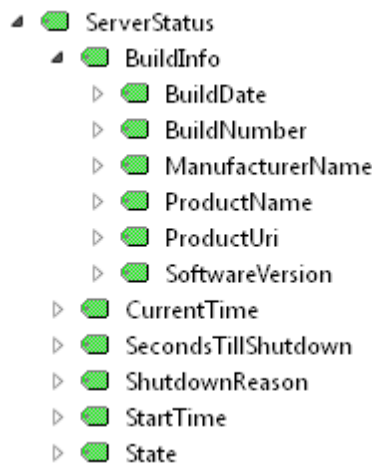 ServerStatus
BuildInfo
BuildDate
BuildNumber
ManufacturerName
ProductName
ProductUri
SoftwareVersion
CurrentTime
SecondsTillShutdown
ShutdownReason
StartTime
State